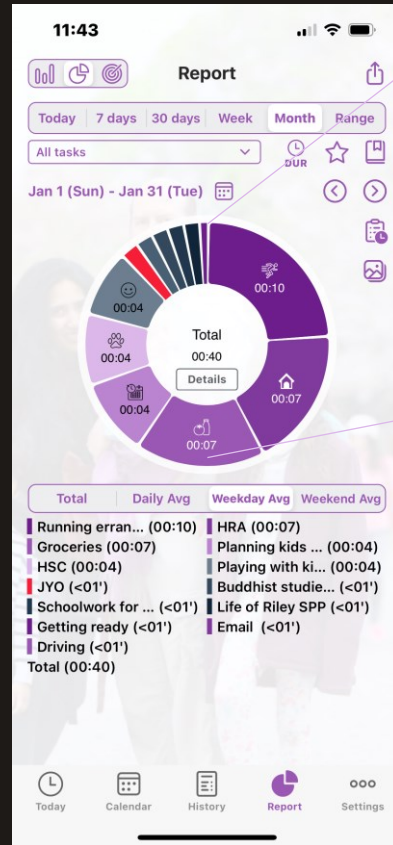 11:43
Report
Today 7 days 30 days Week Month Range
All tasks
DUR
Jan 1 (Sun) - Jan 31 (Tue)
00:10
00:04
00:04
00:04
00:07
00:07
Total
00:40
Details
Total Daily Avg Weekday Avg Weekend Avg
Running erran... (00:10) HRA (00:07)
Groceries (00:07) Planning kids ... (00:04)
HSC (00:04) Playing with ki... (00:04)
JYO (<01') Buddhist studie... (<01')
Schoolwork for ... (<01') Life of Riley SPP (<01')
Getting ready (<01') Email (<01')
Driving (<01')
Total (00:40)
Today Calendar History Report Settings